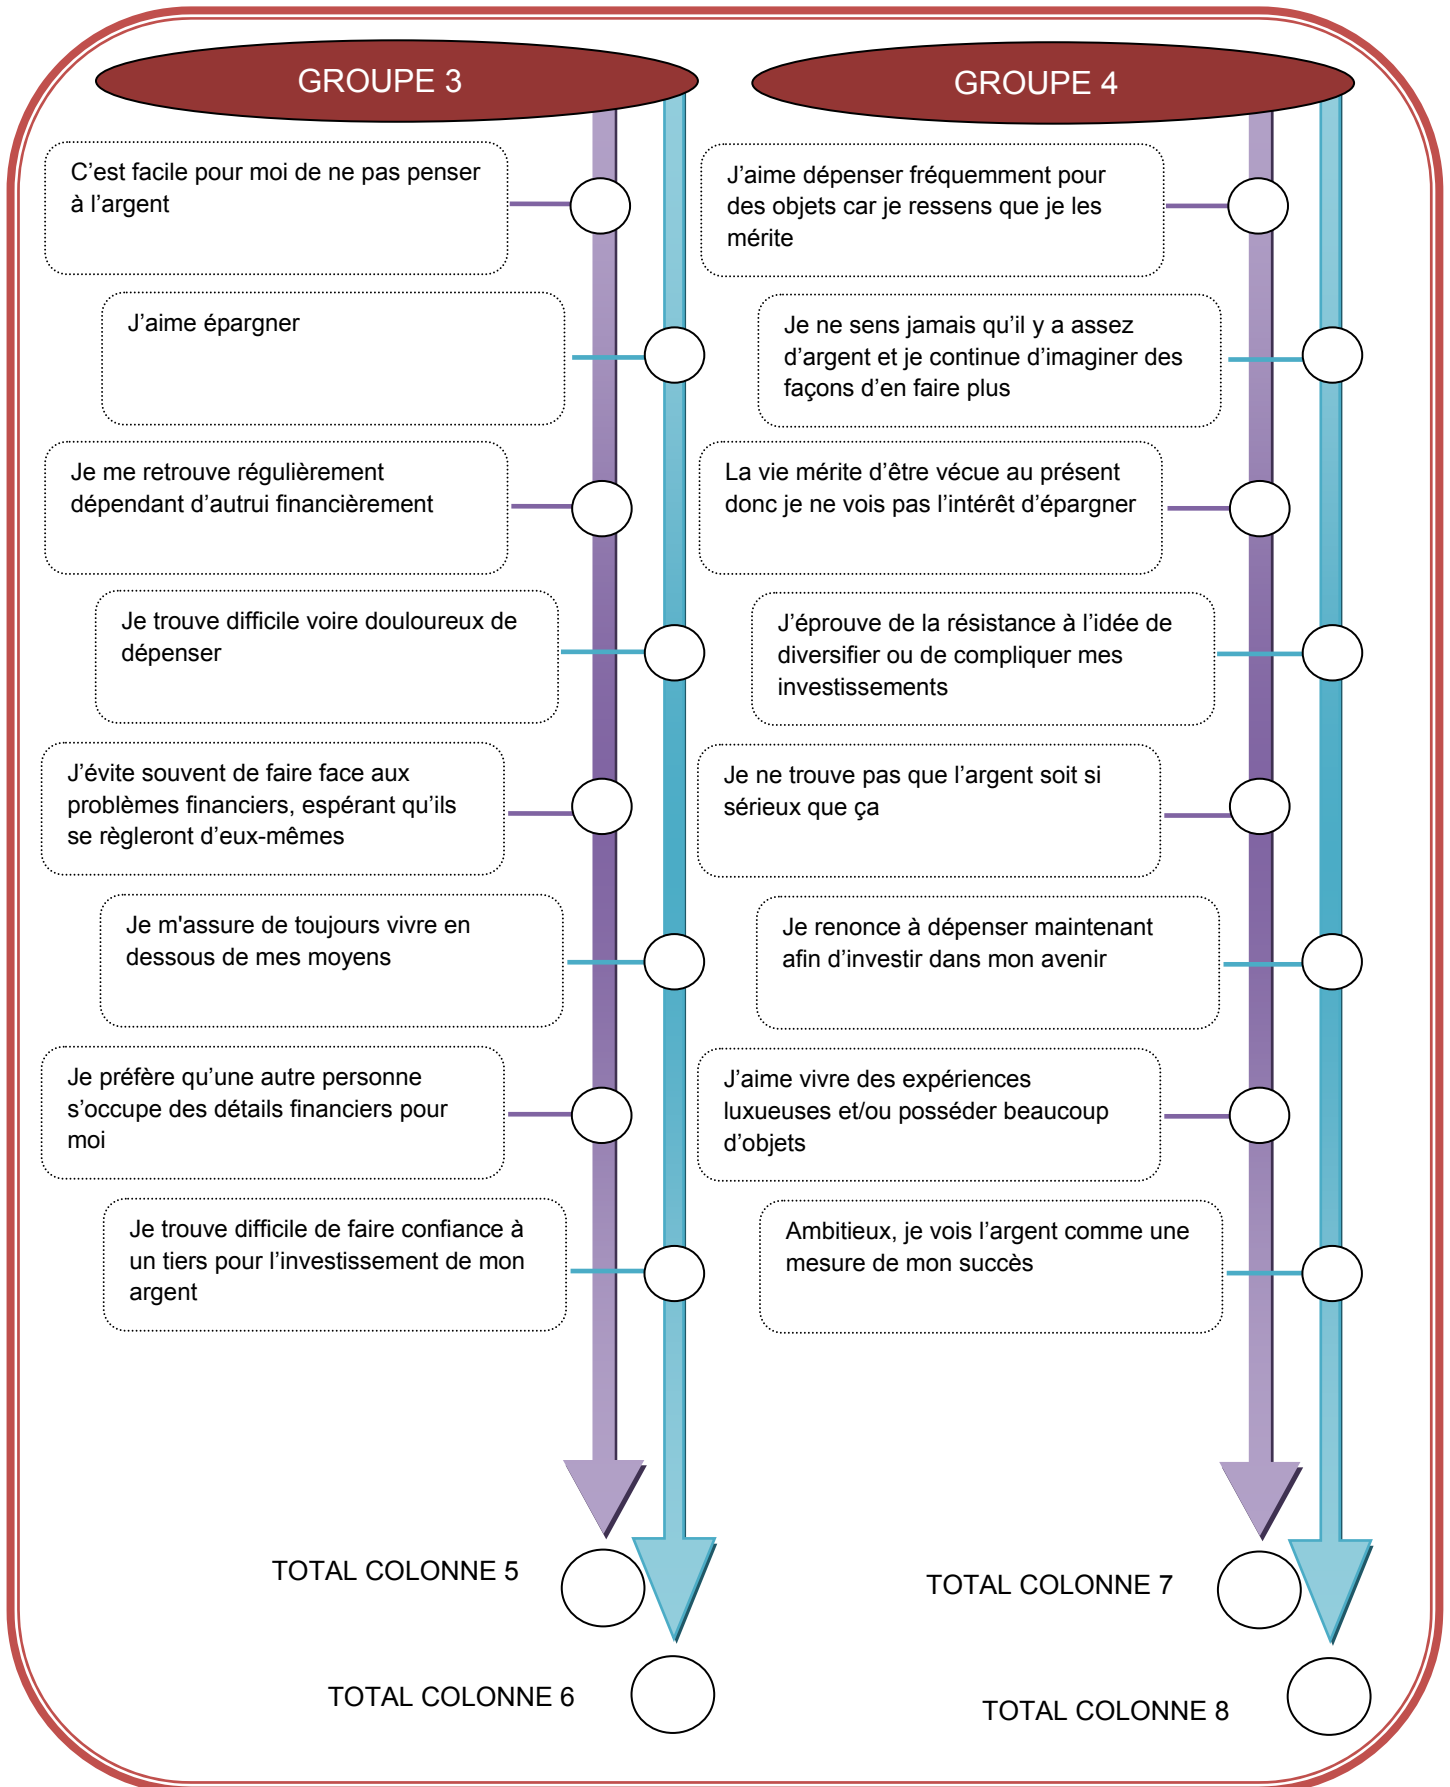 GROUPE 3
C’est facile pour moi de ne pas penser
à l’argent
J’aime épargner
Je me retrouve régulièrement
dépendant d’autrui financièrement
Je trouve difficile voire douloureux de
dépenser
J’évite souvent de faire face aux
problèmes financiers, espérant qu’ils
se règleront d’eux-mêmes
Je m'assure de toujours vivre en
dessous de mes moyens
Je préfère qu’une autre personne
s’occupe des détails financiers pour
moi
Je trouve difficile de faire confiance à
un tiers pour l’investissement de mon
argent
TOTAL COLONNE 5
TOTAL COLONNE 6
GROUPE 4
J’aime dépenser fréquemment pour
des objets car je ressens que je les
mérite
Je ne sens jamais qu’il y a assez
d’argent et je continue d’imaginer des
façons d’en faire plus
La vie mérite d’être vécue au présent
donc je ne vois pas l’intérêt d’épargner
J’éprouve de la résistance à l’idée de
diversifier ou de compliquer mes
investissements
Je ne trouve pas que l’argent soit si
sérieux que ça
Je renonce à dépenser maintenant
afin d’investir dans mon avenir
J’aime vivre des expériences
luxueuses et/ou posséder beaucoup
d’objets
Ambitieux, je vois l’argent comme une
mesure de mon succès
TOTAL COLONNE 7
TOTAL COLONNE 8